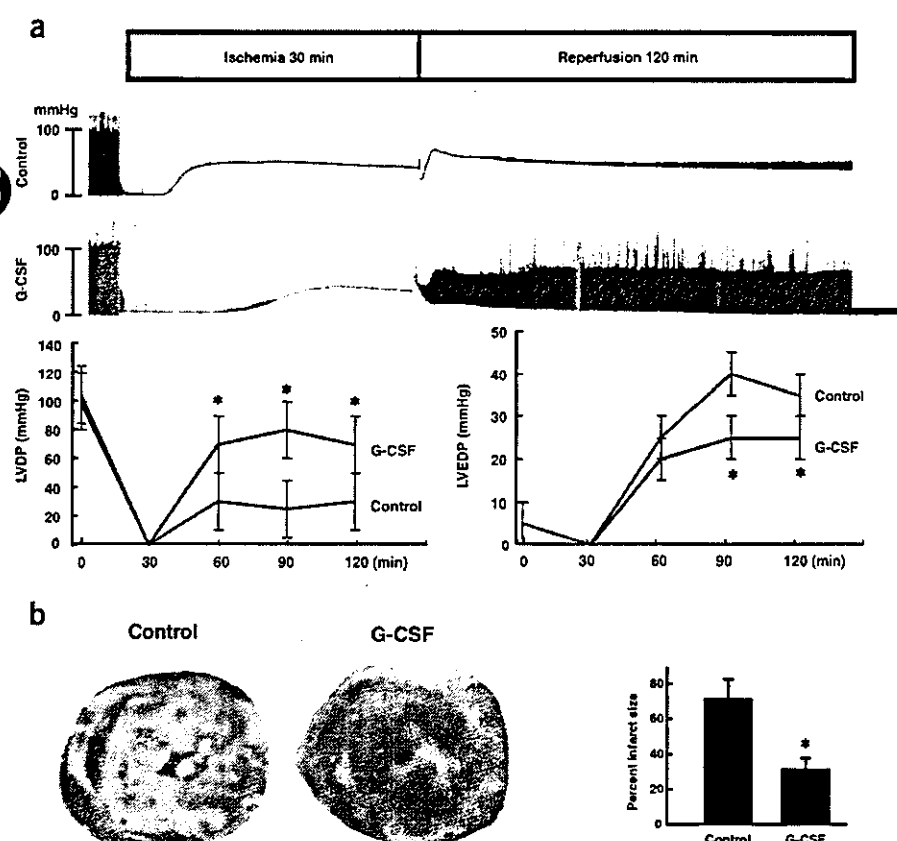 a
Ischemia 30 min
Reperfusion 120 min
mmHg
100
0
Control
100
0
G-CSF
140
120
100
80
60
40
20
0
LVDP (mmHg)
*
*
*
G-CSF
Control
0 30 60 90 120 (min)
50
40
30
20
10
0
LVEDP (mmHg)
Control
G-CSF
*
*
0 30 60 90 120 (min)
b
Control
G-CSF
80
60
40
20
0
Percent infarct size
*
Control G-CSF